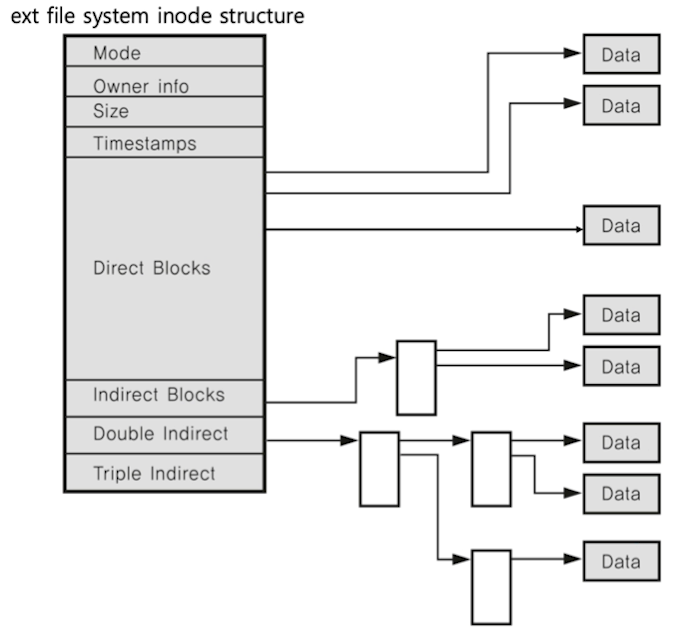 ext file system inode structure
Mode
Owner info
Size
Timestamps
Direct Blocks
Indirect Blocks
Double Indirect
Triple Indirect
Data
Data
Data
Data
Data
Data
Data
Data